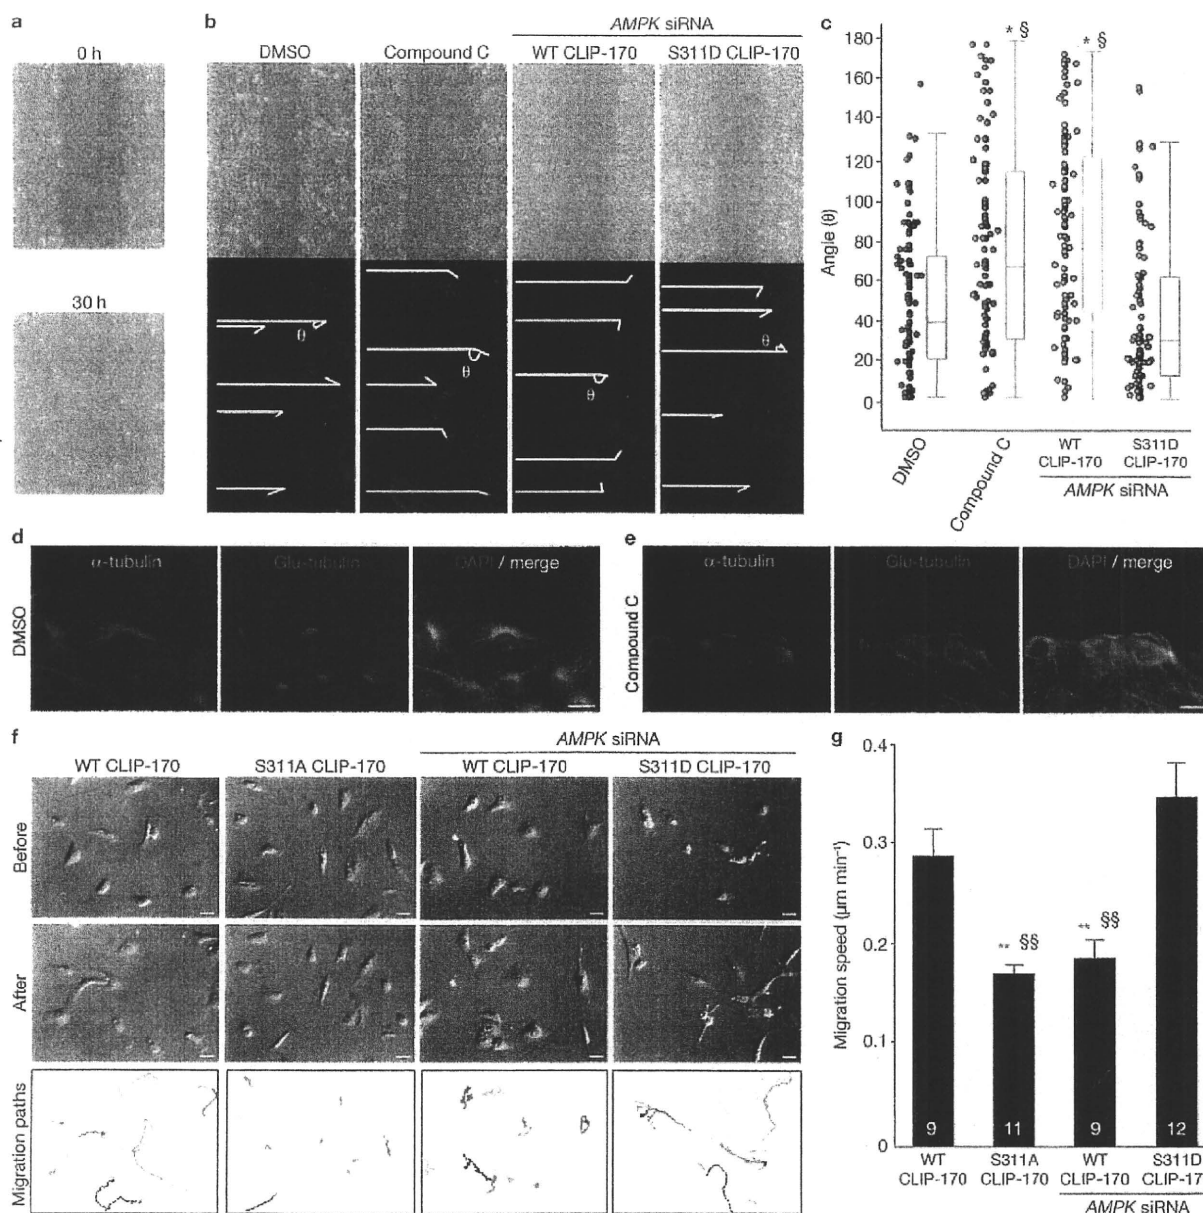 a
0 h
30 h
b
AMPK siRNA
DMSO
Compound C
WT CLIP-170
S311D CLIP-170
θ
θ
θ
θ
c
Angle (θ)
180
160
140
120
100
80
60
40
20
0
* §
* §
DMSO
Compound C
WT
CLIP-170
S311D
CLIP-170
AMPK siRNA
d
DMSO
α-tubulin
Glu-tubulin
DAPI / merge
e
Compound C
α-tubulin
Glu-tubulin
DAPI / merge
f
AMPK siRNA
WT CLIP-170
S311A CLIP-170
WT CLIP-170
S311D CLIP-170
Before
After
Migration paths
g
Migration speed (µm min⁻¹)
0.4
0.3
0.2
0.1
0
** §§
** §§
9
11
9
12
WT
CLIP-170
S311A
CLIP-170
WT
CLIP-170
S311D
CLIP-17
AMPK siRNA